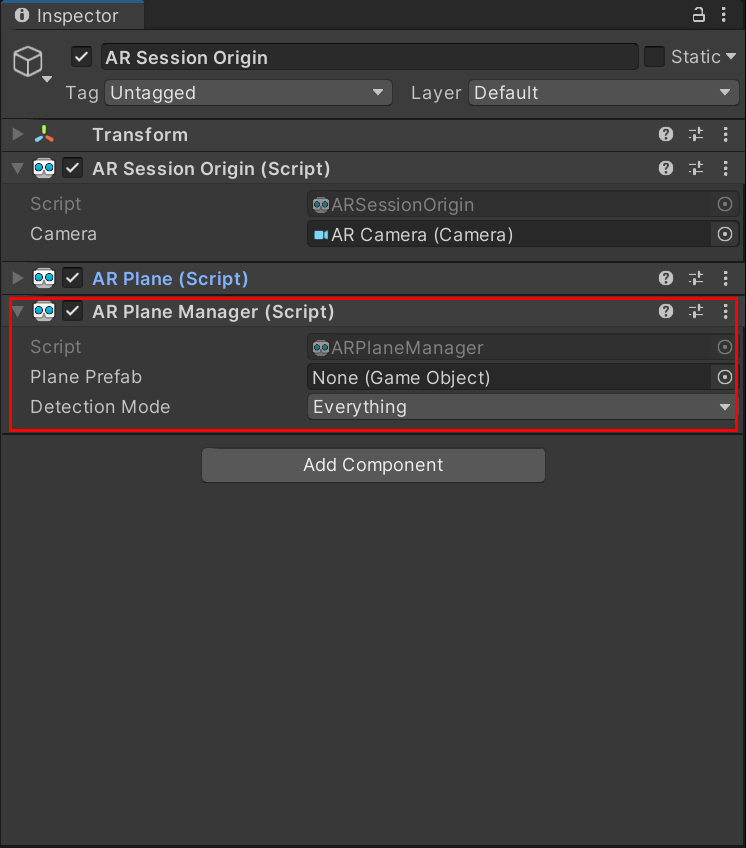 Inspector
AR Session Origin Static
Tag Untagged Layer Default
Transform
AR Session Origin (Script)
Script ARSessionOrigin
Camera AR Camera (Camera)
AR Plane (Script)
AR Plane Manager (Script)
Script ARPlaneManager
Plane Prefab None (Game Object)
Detection Mode Everything
Add Component